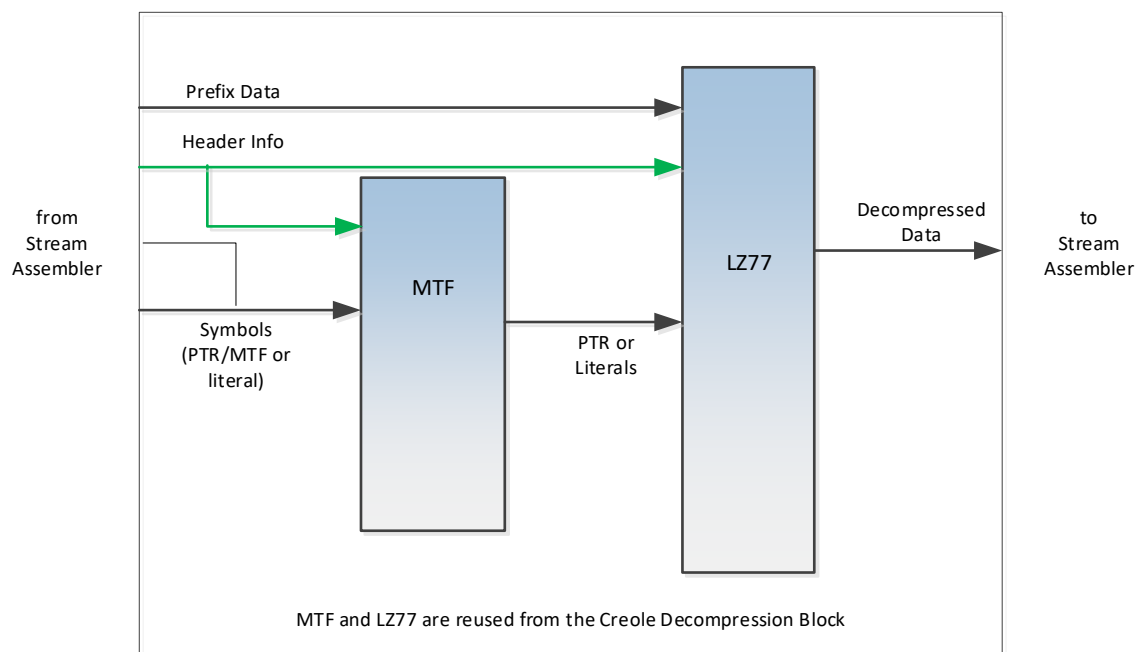 Prefix Data
Header Info
from
Stream
Assembler
MTF
LZ77
Decompressed
Data
to
Stream
Assembler
Symbols
(PTR/MTF or
literal)
PTR or
Literals
MTF and LZ77 are reused from the Creole Decompression Block